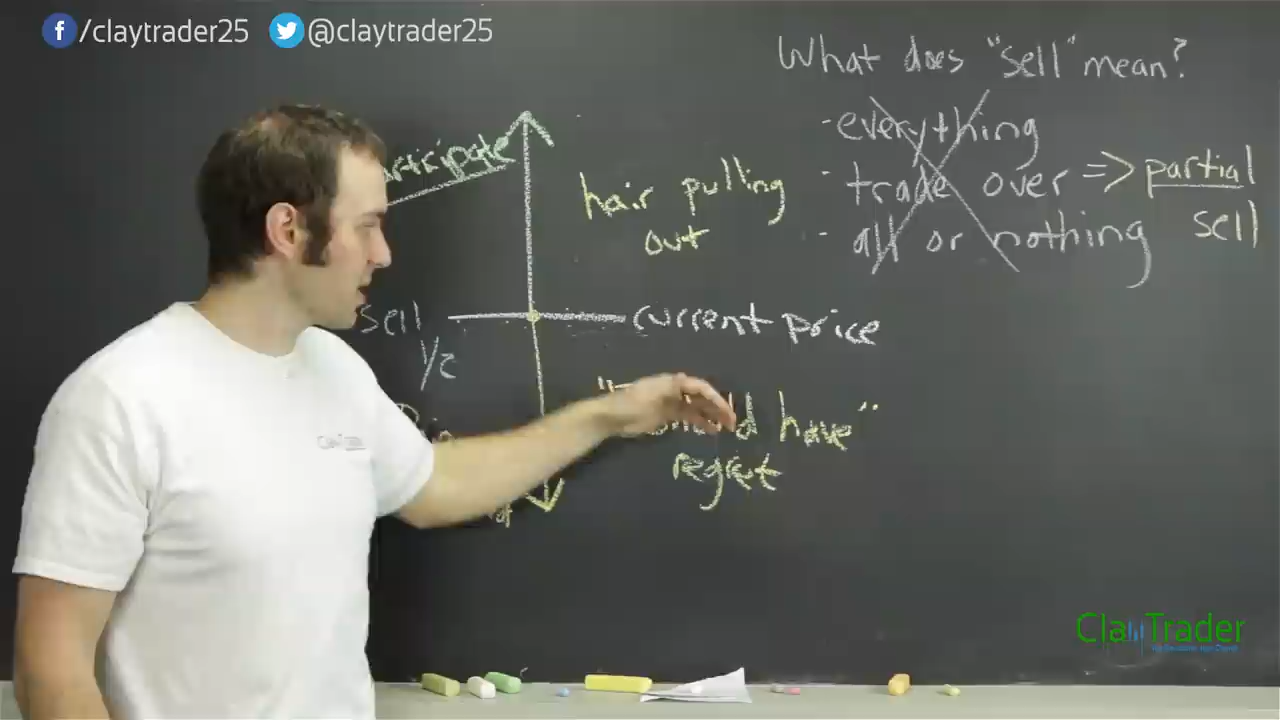 /claytrader25 @claytrader25
What does "sell" mean?
- everything
- trade over => partial
- all or nothing sell
hair pulling
out
sell current price
1/2
have"
regret
ClayTrader